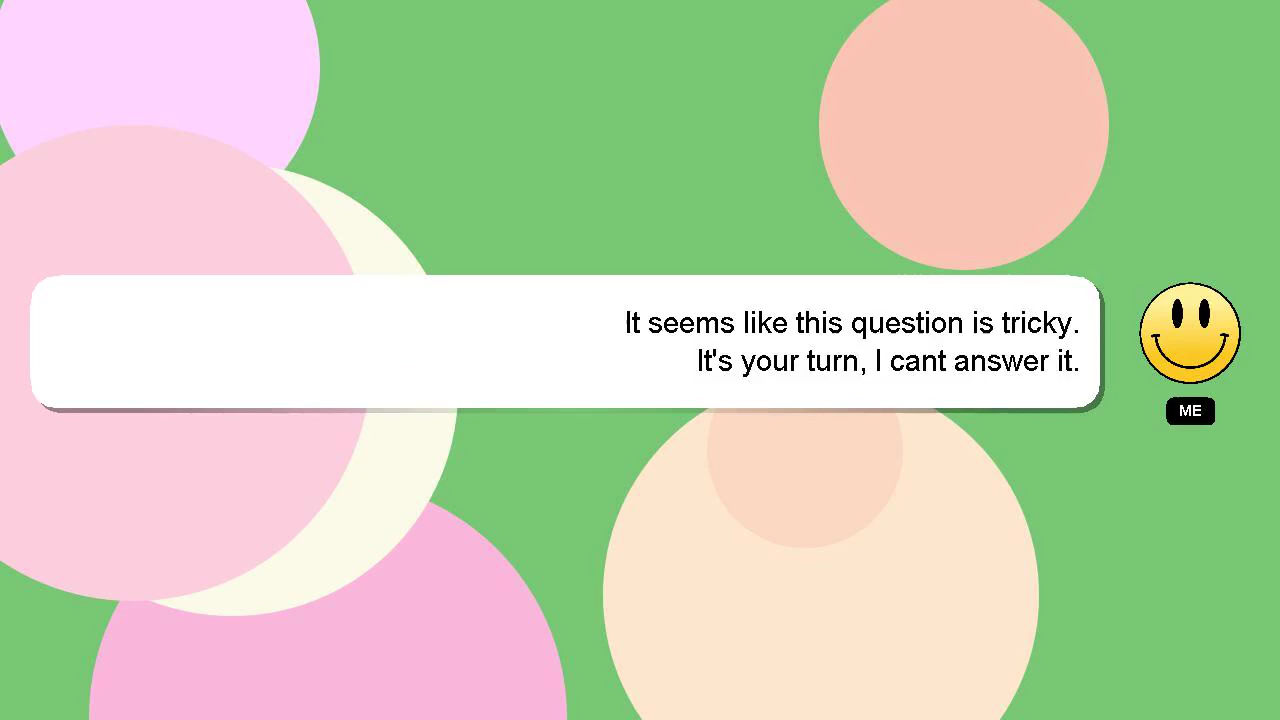 It seems like this question is tricky.
It's your turn, I cant answer it.
ME